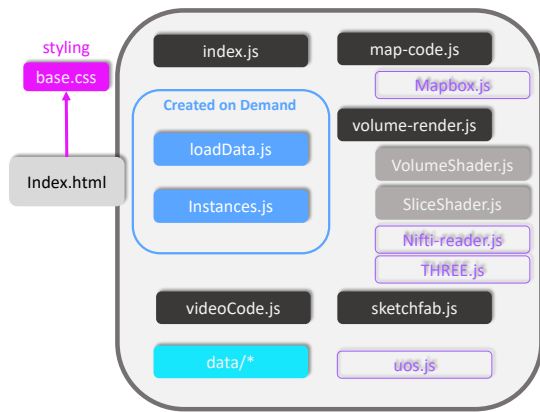 styling
base.css
Index.html
index.js
Created on Demand
loadData.js
Instances.js
videoCode.js
data/*
map-code.js
Mapbox.js
volume-render.js
VolumeShader.js
SliceShader.js
Nifti-reader.js
THREE.js
sketchfab.js
uos.js